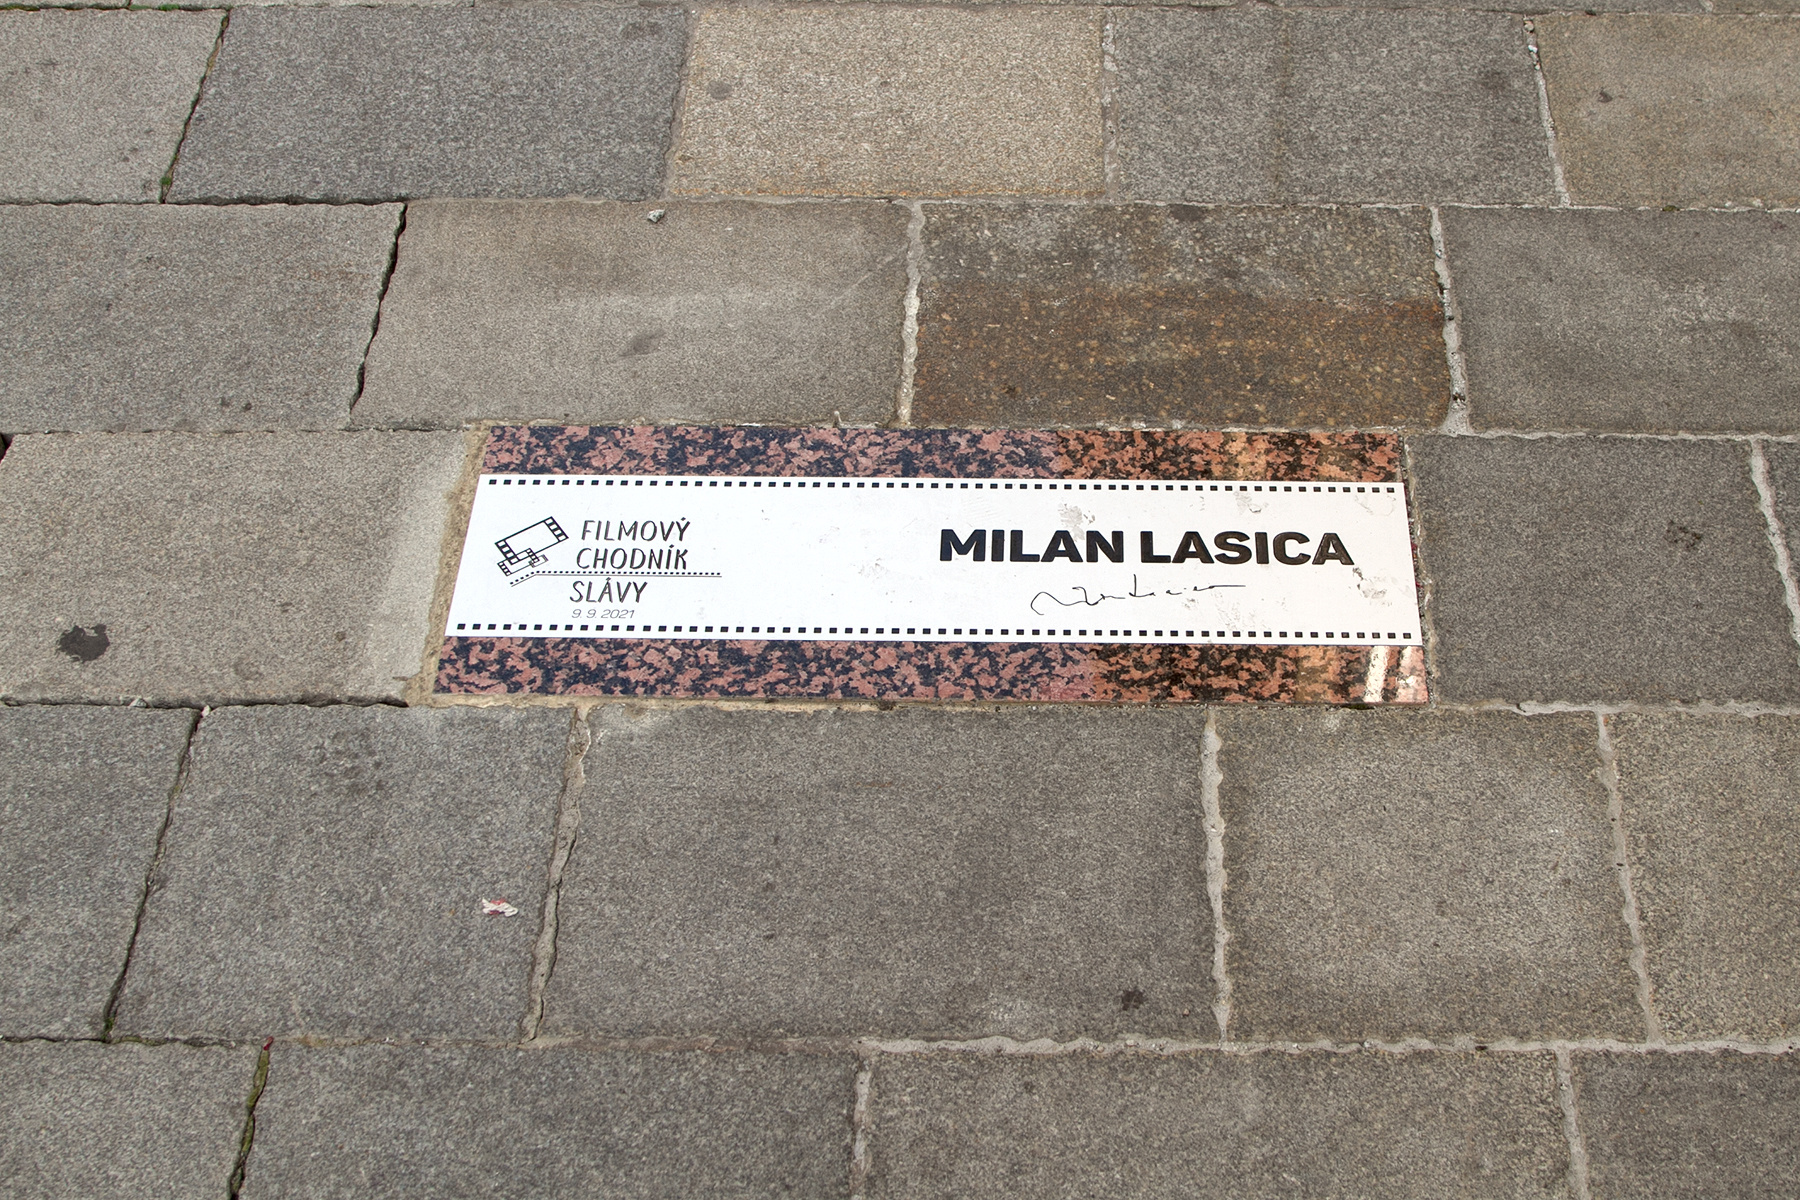 FILMOVÝ
CHODNÍK
SLÁVY
9.9.2021
MILAN LASICA